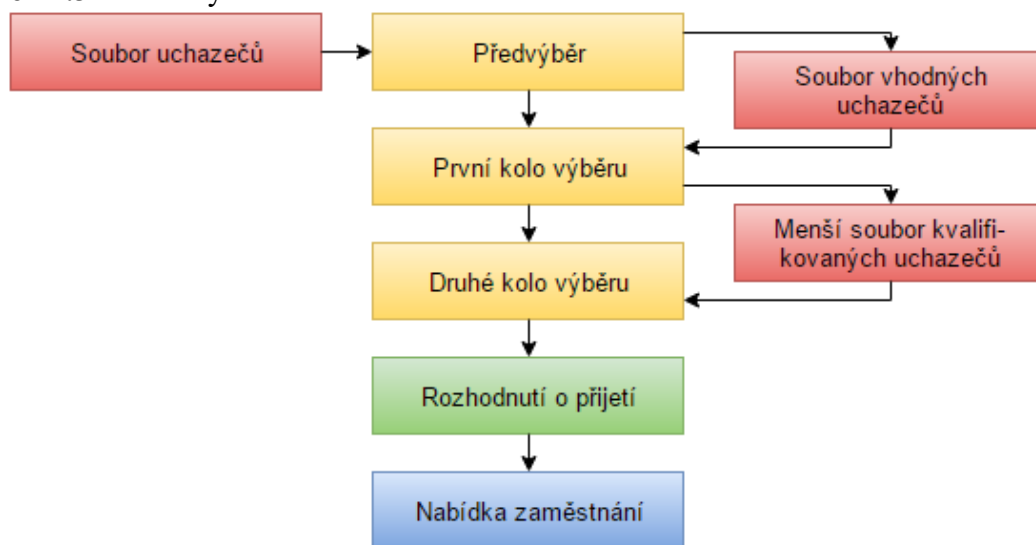 Soubor uchazečů
Předvýběr
Soubor vhodných
uchazečů
První kolo výběru
Menší soubor kvalifi-
kovaných uchazečů
Druhé kolo výběru
Rozhodnutí o přijetí
Nabídka zaměstnání